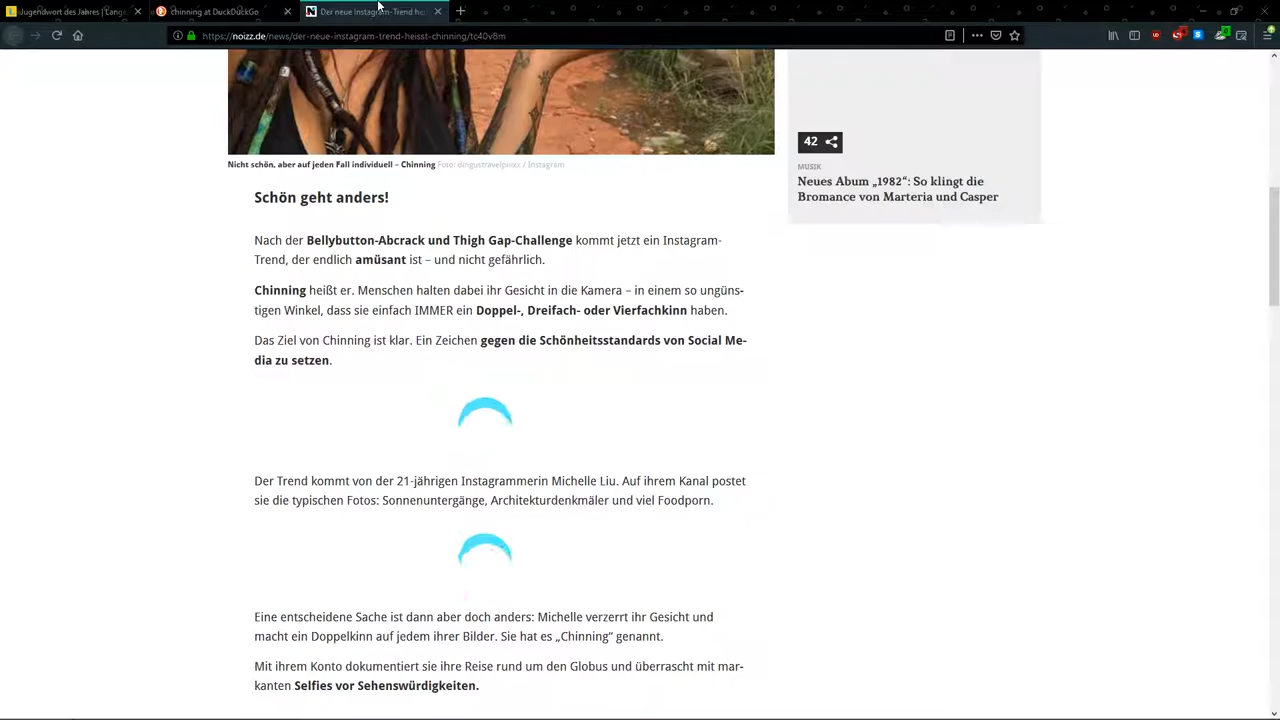 Jugendwort des Jahres | Lange
chinning at DuckDuckGo
Der neue Instagram-Trend he
https://noizz.de/news/der-neue-instagram-trend-heisst-chinning/tc40v8m
42
MUSIK
Neues Abum „1982“: So klingt die
Bromance von Marteria und Casper
Nicht schön, aber auf jeden Fall individuell – Chinning Foto: / Instagram
Schön geht anders!
Nach der Bellybutton-Abcrack und Thigh Gap-Challenge kommt jetzt ein Instagram-
Trend, der endlich amüsant ist – und nicht gefährlich.
Chinning heißt er. Menschen halten dabei ihr Gesicht in die Kamera – in einem so ungüns-
tigen Winkel, dass sie einfach IMMER ein Doppel-, Dreifach- oder Vierfachkinn haben.
Das Ziel von Chinning ist klar. Ein Zeichen gegen die Schönheitsstandards von Social Me-
dia zu setzen.
Der Trend kommt von der 21-jährigen Instagrammerin Michelle Liu. Auf ihrem Kanal postet
sie die typischen Fotos: Sonnenuntergänge, Architekturdenkmäler und viel Foodporn.
Eine entscheidene Sache ist dann aber doch anders: Michelle verzerrt ihr Gesicht und
macht ein Doppelkinn auf jedem ihrer Bilder. Sie hat es „Chinning“ genannt.
Mit ihrem Konto dokumentiert sie ihre Reise rund um den Globus und überrascht mit mar-
kanten Selfies vor Sehenswürdigkeiten.